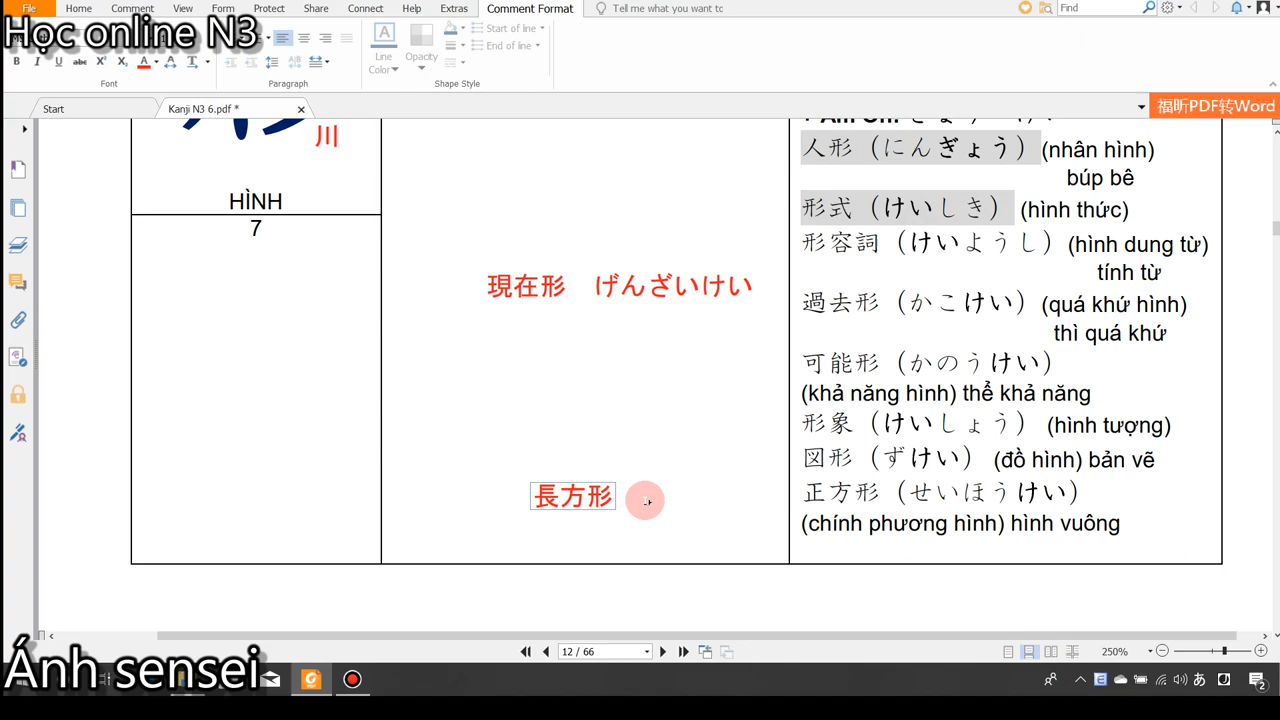 File Home Comment View Form Protect Share Connect Help Extras Comment Format Tell me what you want to Find
Học online N3
Line Color Opacity Start of line End of line
Font Paragraph Shape Style
Start Kanji N3 6.pdf * 福昕PDF转Word
川
HÌNH
7
現在形 げんざいけい
長方形
人形（にんぎょう）(nhân hình)
búp bê
形式（けいしき）(hình thức)
形容詞（けいようし）(hình dung từ)
tính từ
過去形（かこけい）(quá khứ hình)
thì quá khứ
可能形（かのうけい）
(khả năng hình) thể khả năng
形象（けいしょう）(hình tượng)
図形（ずけい）(đồ hình) bản vẽ
正方形（せいほうけい）
(chính phương hình) hình vuông
12 / 66 250%
Ánh sensei